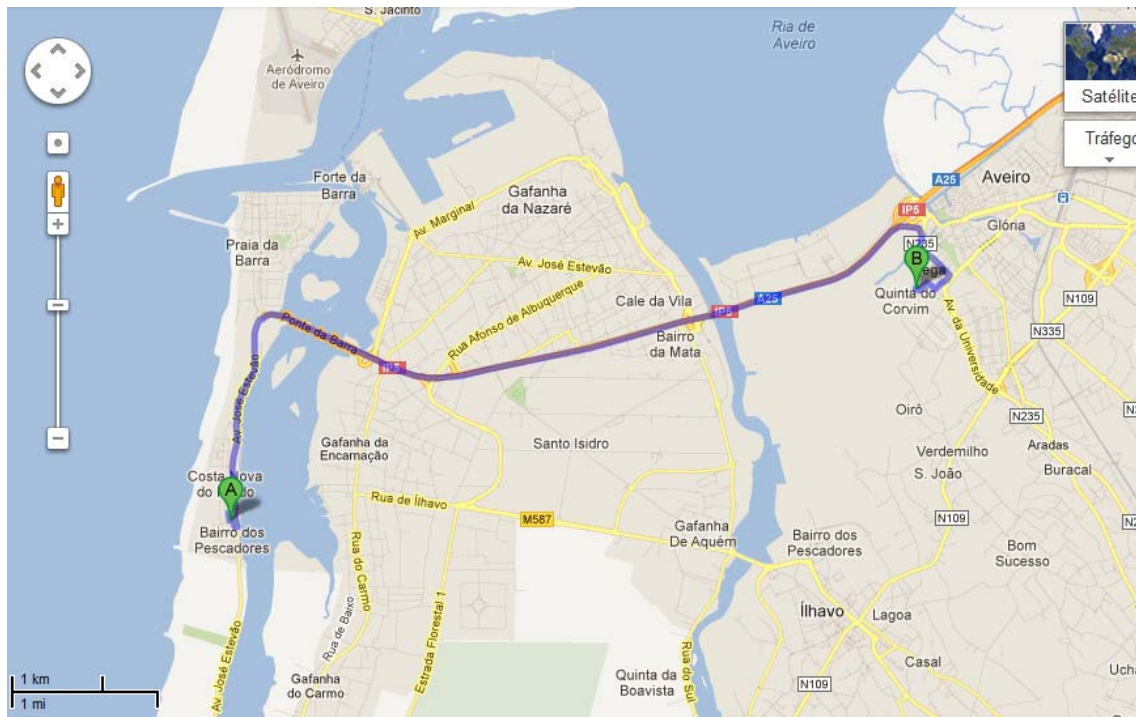 S. Jacinto
Ria de
Aveiro
Aeródromo
de Aveiro
Satélite
Tráfego
Forte da
Barra
Gafanha
da Nazaré
A25
Aveiro
IP5
Av. Marginal
Glória
Praia da
Barra
N235
B
Av. José Estevão
Quinta do
Corvim
N109
Cale da Vila
IP5
A25
Rua Afonso de Albuquerque
Ponte da Barra
Bairro
da Mata
N335
IP5
Av. José Estevão
Av. da Universidade
Oiró
N235
Gafanha da
Encarnação
Santo Isidro
Aradas
Verdemilho
Costa Nova
do
S. João
Buracal
A
Rua de Ílhavo
M587
N109
Bairro dos
Pescadores
Gafanha
De Aquém
Bairro dos
Pescadores
Bom
Sucesso
Rua do Carmo
Ílhavo
Lagoa
Rua de Baixo
Estrada Florestal 1
Av. José Estevão
Rua do Sul
Casal
Gafanha
do Carmo
Quinta da
Boavista
N109
Ucha
1 km
1 mi